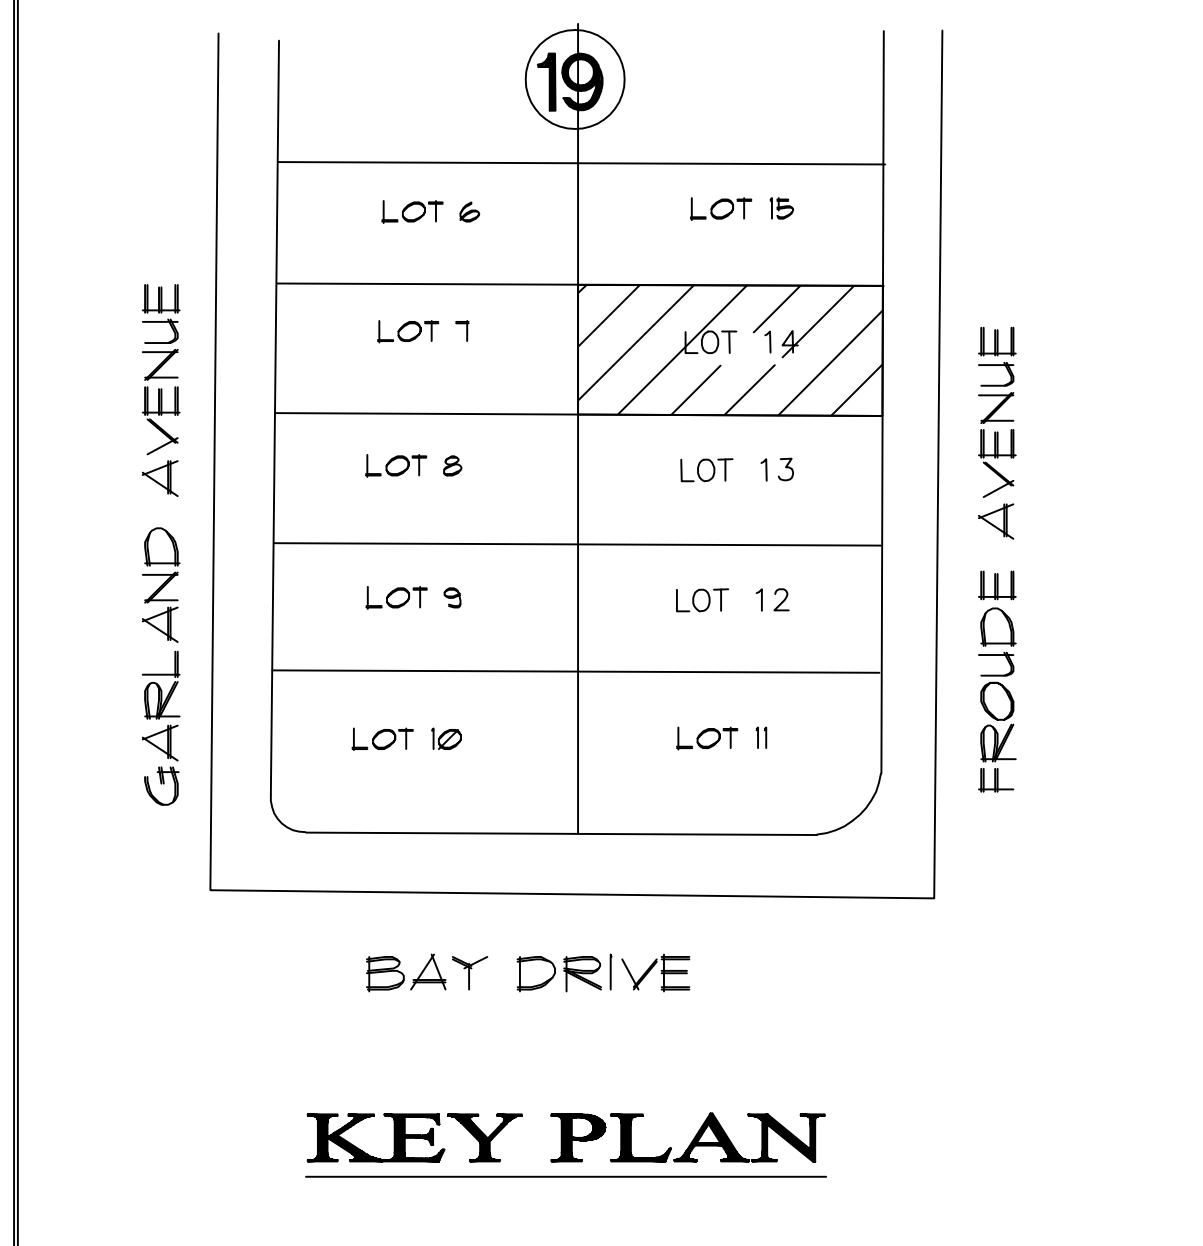 19
LOT 6
LOT 15
LOT 7
LOT 14
LOT 8
LOT 13
LOT 9
LOT 12
LOT 10
LOT 11
GARLAND AVENUE
FROUDE AVENUE
BAY DRIVE
KEY PLAN